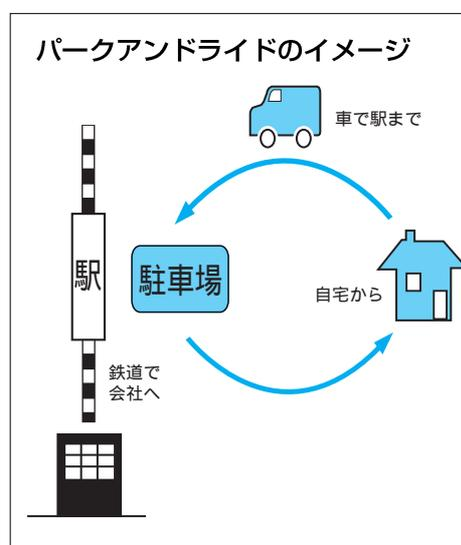 パークアンドライドのイメージ
車で駅まで
駅
駐車場
自宅から
鉄道で
会社へ